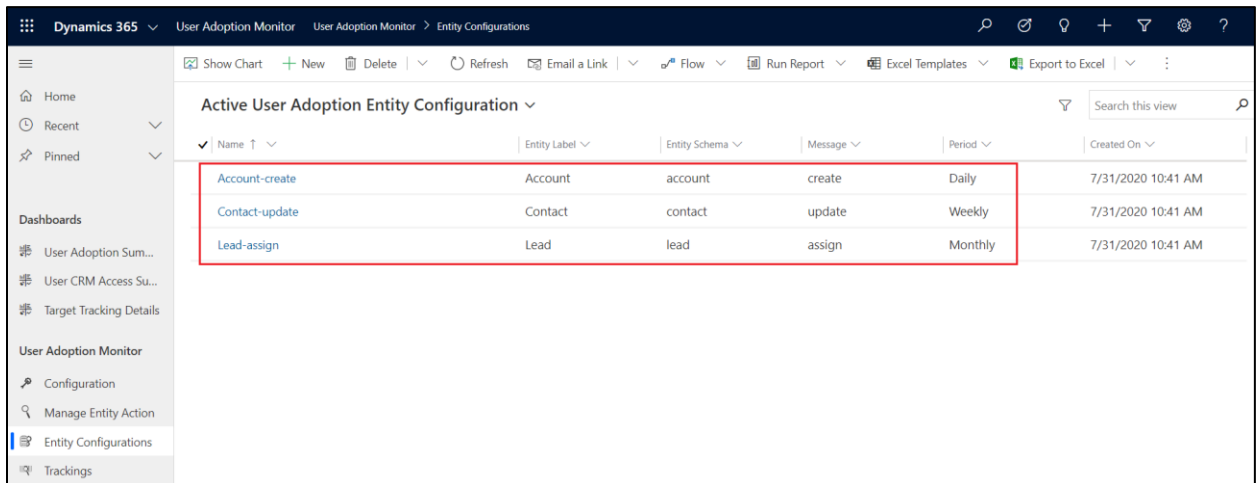 Dynamics 365 User Adoption Monitor User Adoption Monitor > Entity Configurations ?
Show Chart New Delete Refresh Email a Link Flow Run Report Excel Templates Export to Excel
Home
Recent
Pinned
Dashboards
User Adoption Sum...
User CRM Access Su...
Target Tracking Details
User Adoption Monitor
Configuration
Manage Entity Action
Entity Configurations
Trackings
Active User Adoption Entity Configuration
Search this view
Name ↑ Entity Label Entity Schema Message Period Created On
Account-create Account account create Daily 7/31/2020 10:41 AM
Contact-update Contact contact update Weekly 7/31/2020 10:41 AM
Lead-assign Lead lead assign Monthly 7/31/2020 10:41 AM